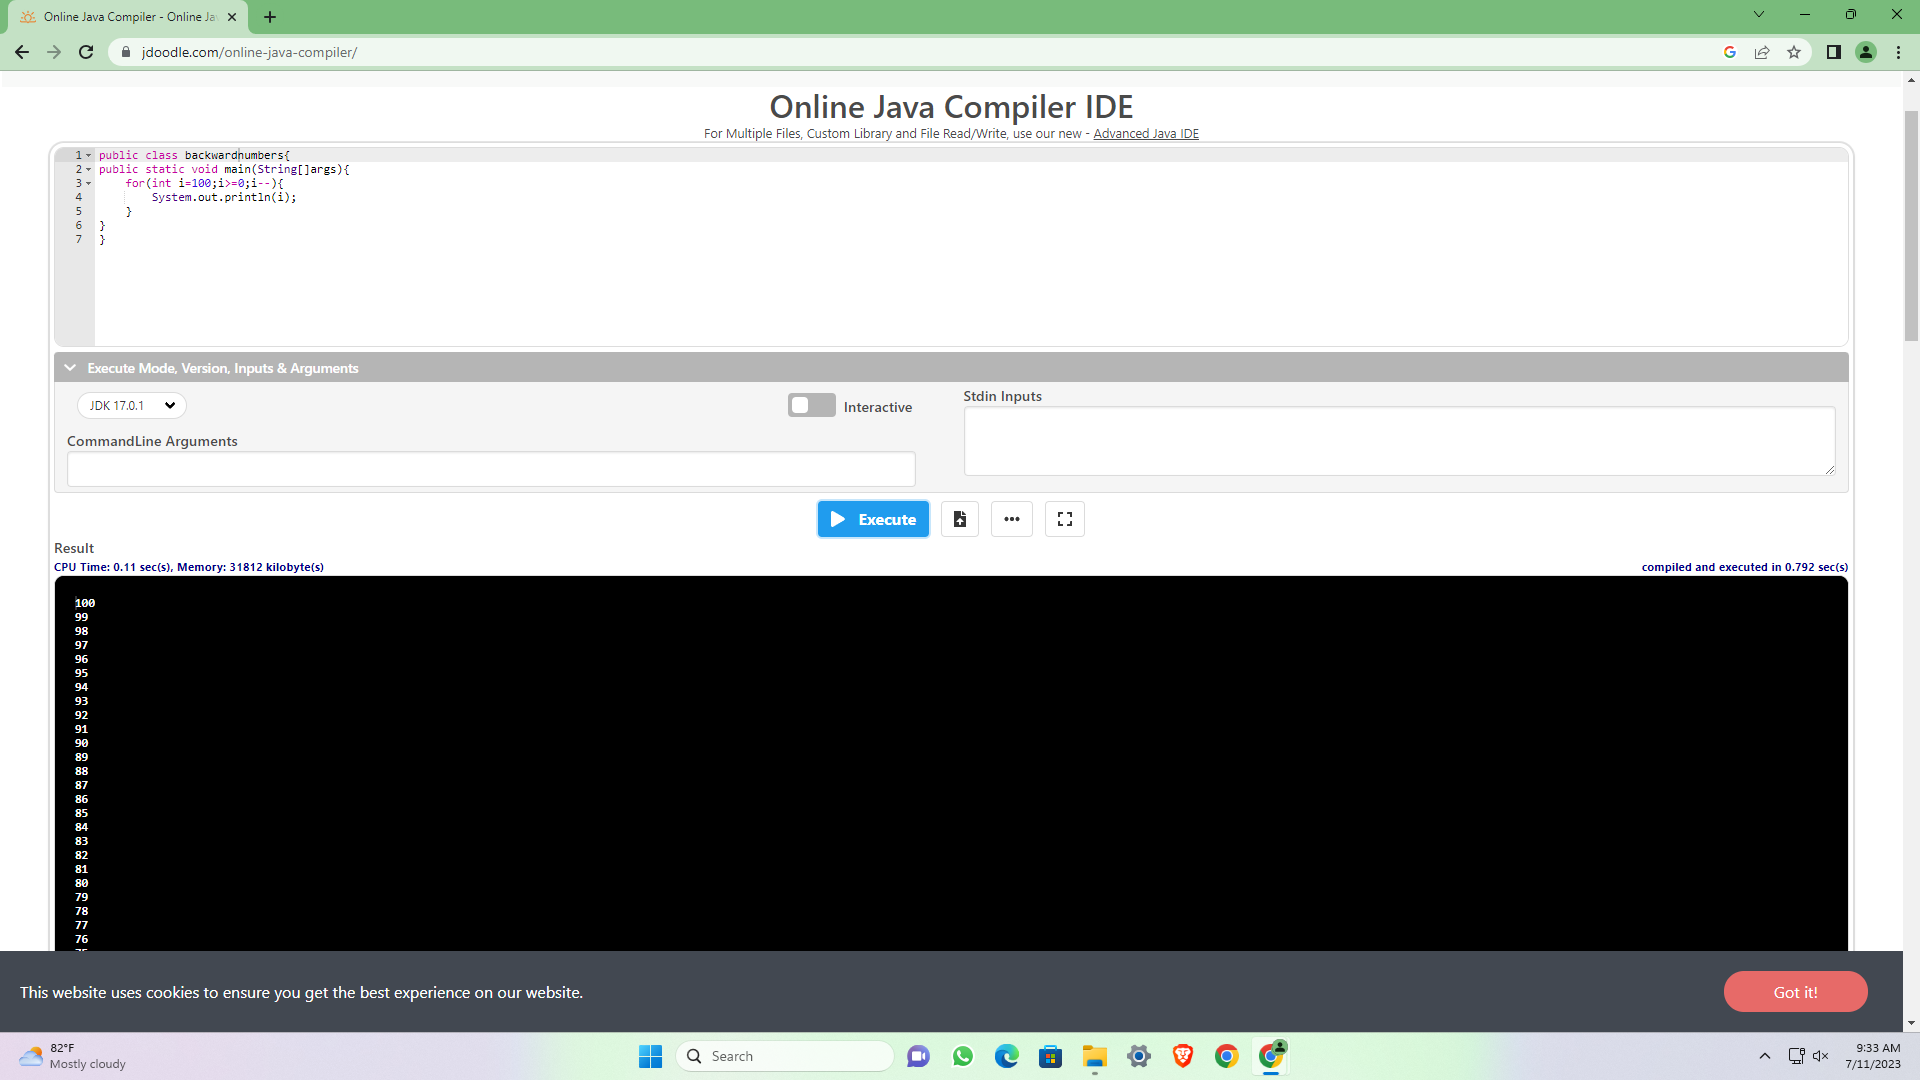 Online Java Compiler - Online Ja
jdoodle.com/online-java-compiler/
Online Java Compiler IDE
For Multiple Files, Custom Library and File Read/Write, use our new - Advanced Java IDE
1 public class backwardnumbers{
2 public static void main(String[]args){
3 for(int i=100;i>=0;i--){
4 System.out.println(i);
5 }
6 }
7 }
Execute Mode, Version, Inputs & Arguments
JDK 17.0.1
Interactive
Stdin Inputs
CommandLine Arguments
Execute
Result
CPU Time: 0.11 sec(s), Memory: 31812 kilobyte(s)
compiled and executed in 0.792 sec(s)
100
99
98
97
96
95
94
93
92
91
90
89
88
87
86
85
84
83
82
81
80
79
78
77
76
This website uses cookies to ensure you get the best experience on our website.
Got it!
82°F
Mostly cloudy
Search
9:33 AM
7/11/2023